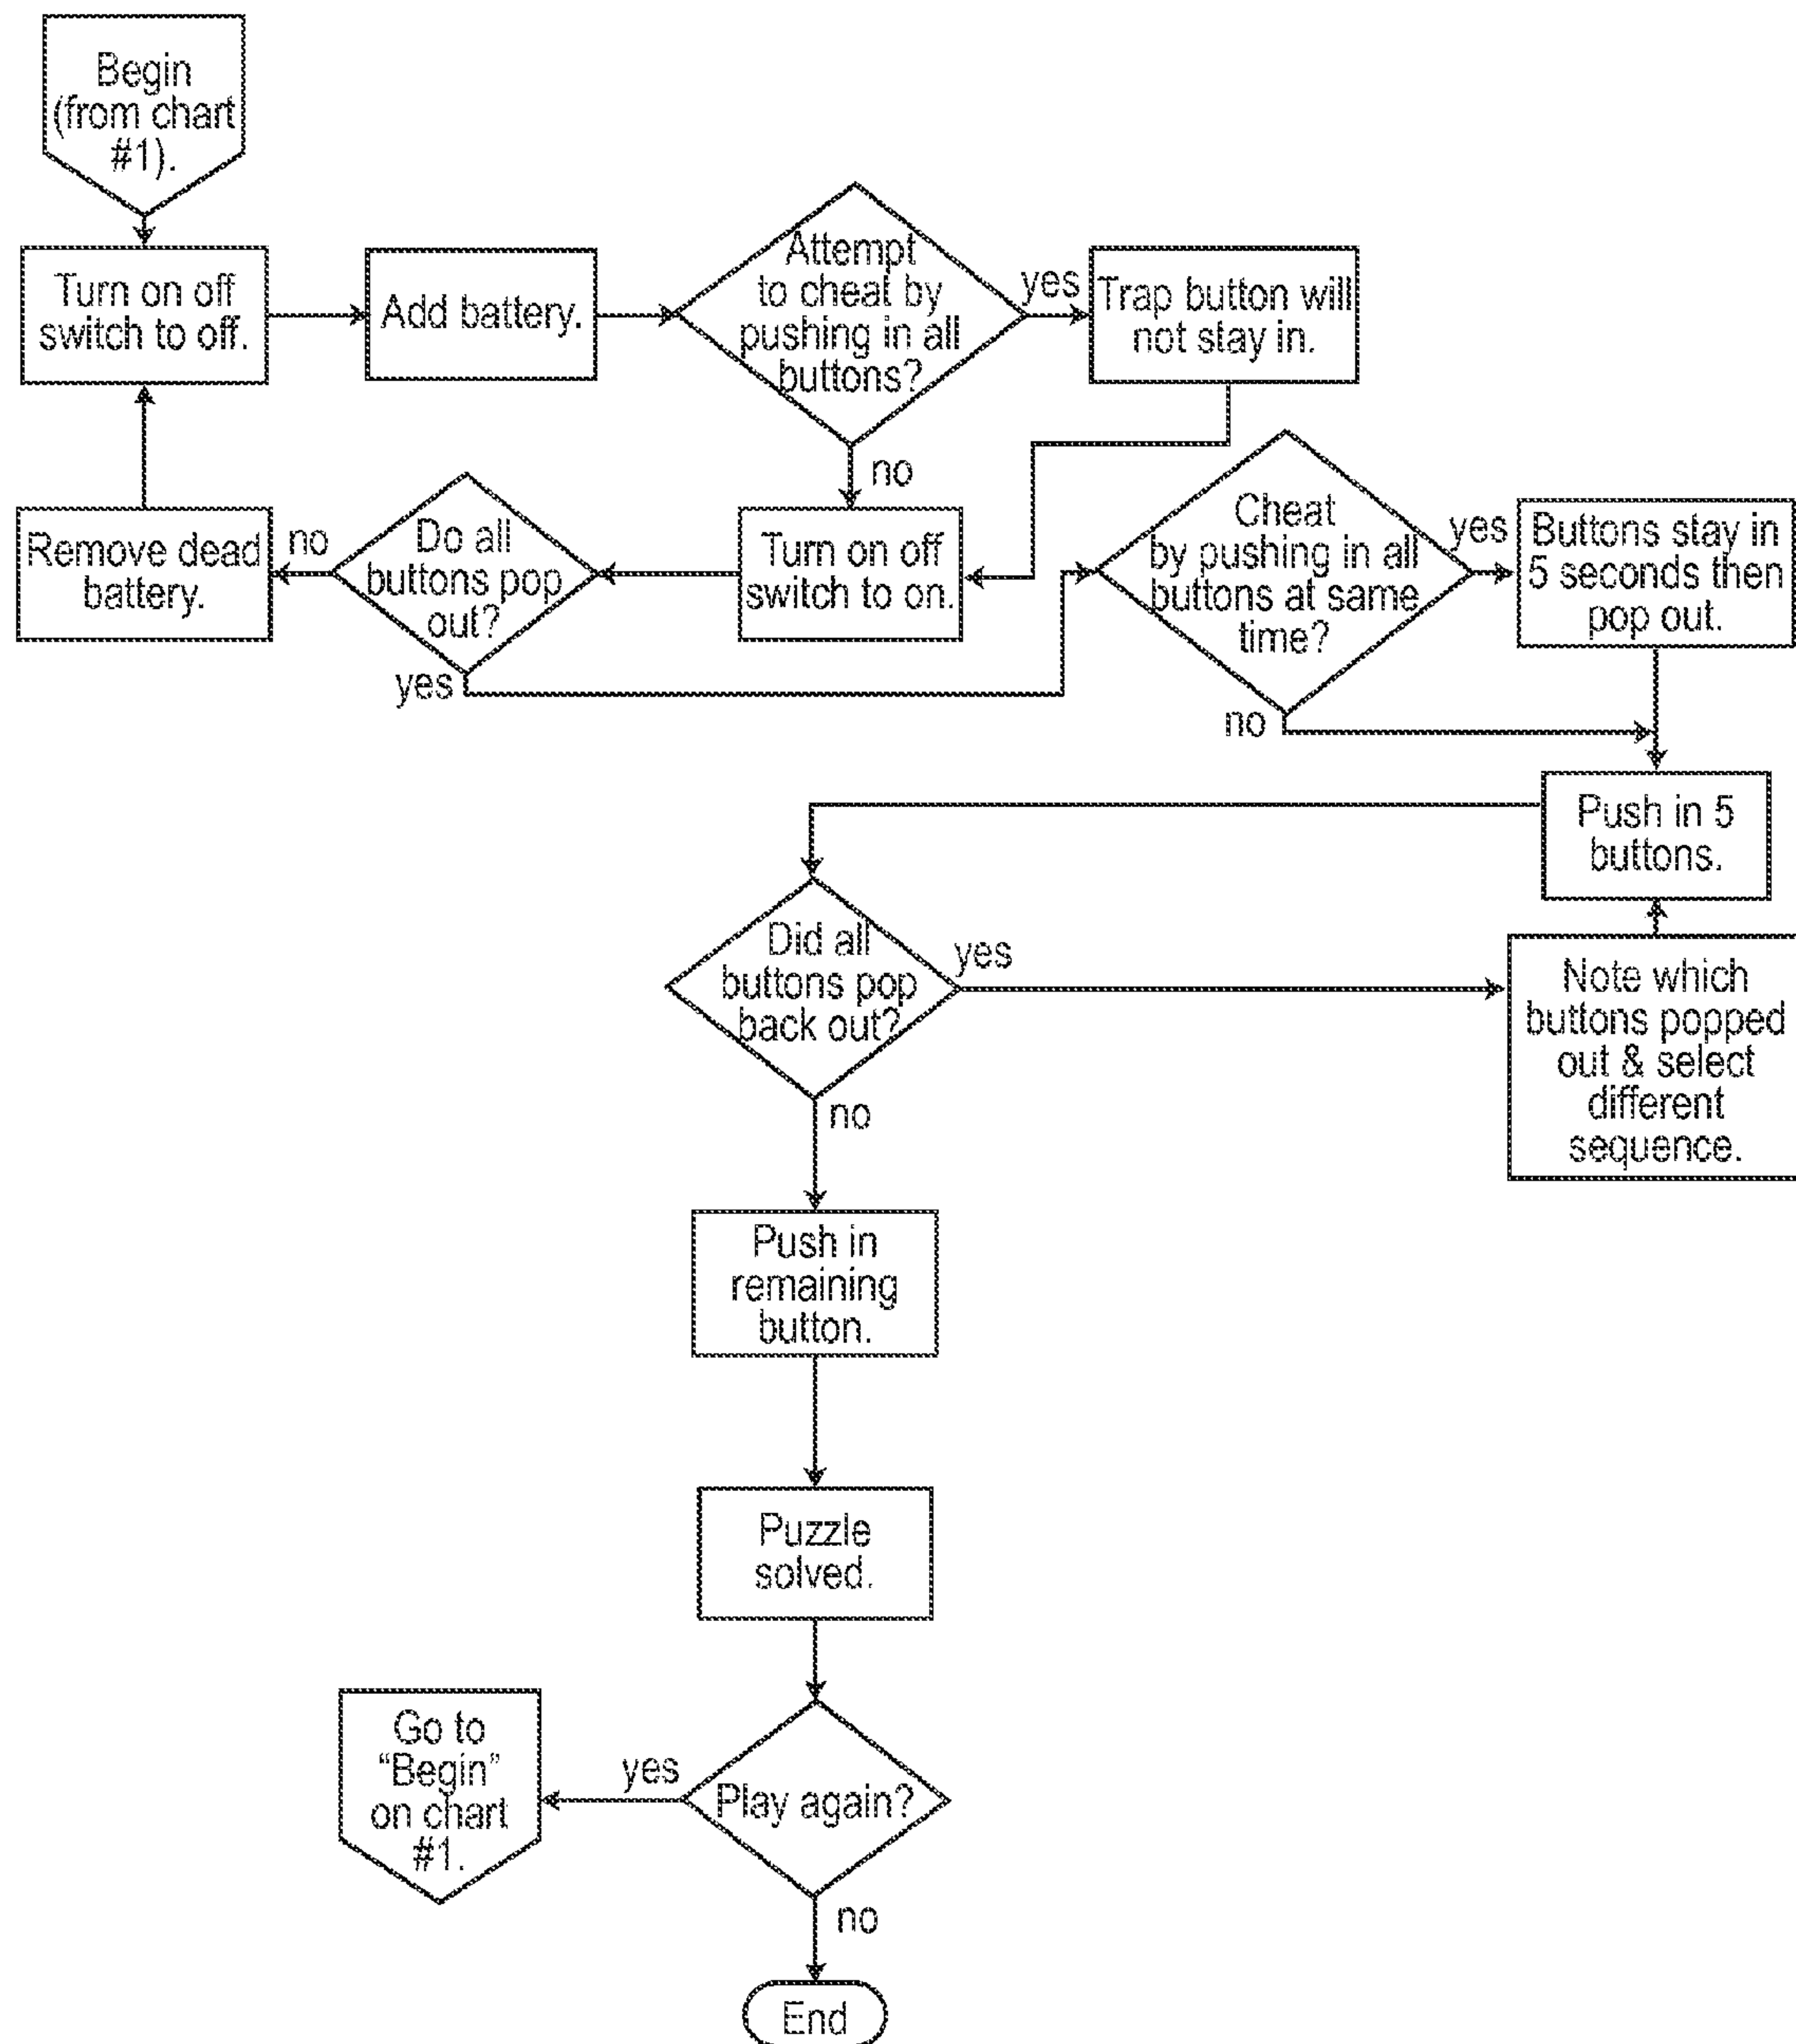 Begin
(from chart
#1).
Turn on off
switch to off.
Add battery.
Attempt
to cheat by
pushing in all
buttons?
yes
Trap button will
not stay in.
no
Remove dead
battery.
no
Do all
buttons pop
out?
yes
Turn on off
switch to on.
Cheat
by pushing in all
buttons at same
time?
yes
no
Buttons stay in
5 seconds then
pop out.
Push in 5
buttons.
Did all
buttons pop
back out?
yes
Note which
buttons popped
out & select
different
sequence.
no
Push in
remaining
button.
Puzzle
solved.
Play again?
yes
Go to
“Begin”
on chart
#1.
no
End